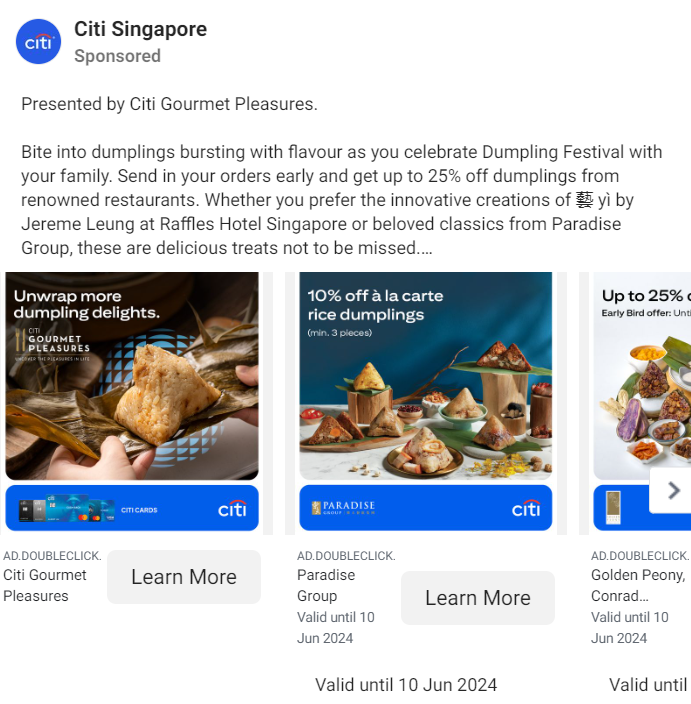 citi
Citi Singapore
Sponsored
Presented by Citi Gourmet Pleasures.
Bite into dumplings bursting with flavour as you celebrate Dumpling Festival with
your family. Send in your orders early and get up to 25% off dumplings from
renowned restaurants. Whether you prefer the innovative creations of 藝 yì by
Jereme Leung at Raffles Hotel Singapore or beloved classics from Paradise
Group, these are delicious treats not to be missed....
Unwrap more
dumpling delights.
CITI
GOURMET
PLEASURES
UNCOVER THE PLEASURES IN LIFE
CITI CARDS
citi
10% off à la carte
rice dumplings
(min. 3 pieces)
PARADISE
GROUP
citi
Up to 25% 
Early Bird offer: Unti
AD.DOUBLECLICK.
Citi Gourmet
Pleasures
Learn More
AD.DOUBLECLICK.
Paradise
Group
Valid until 10
Jun 2024
Learn More
AD.DOUBLECLICK.
Golden Peony,
Conrad...
Valid until 10
Jun 2024
Valid until 10 Jun 2024
Valid until